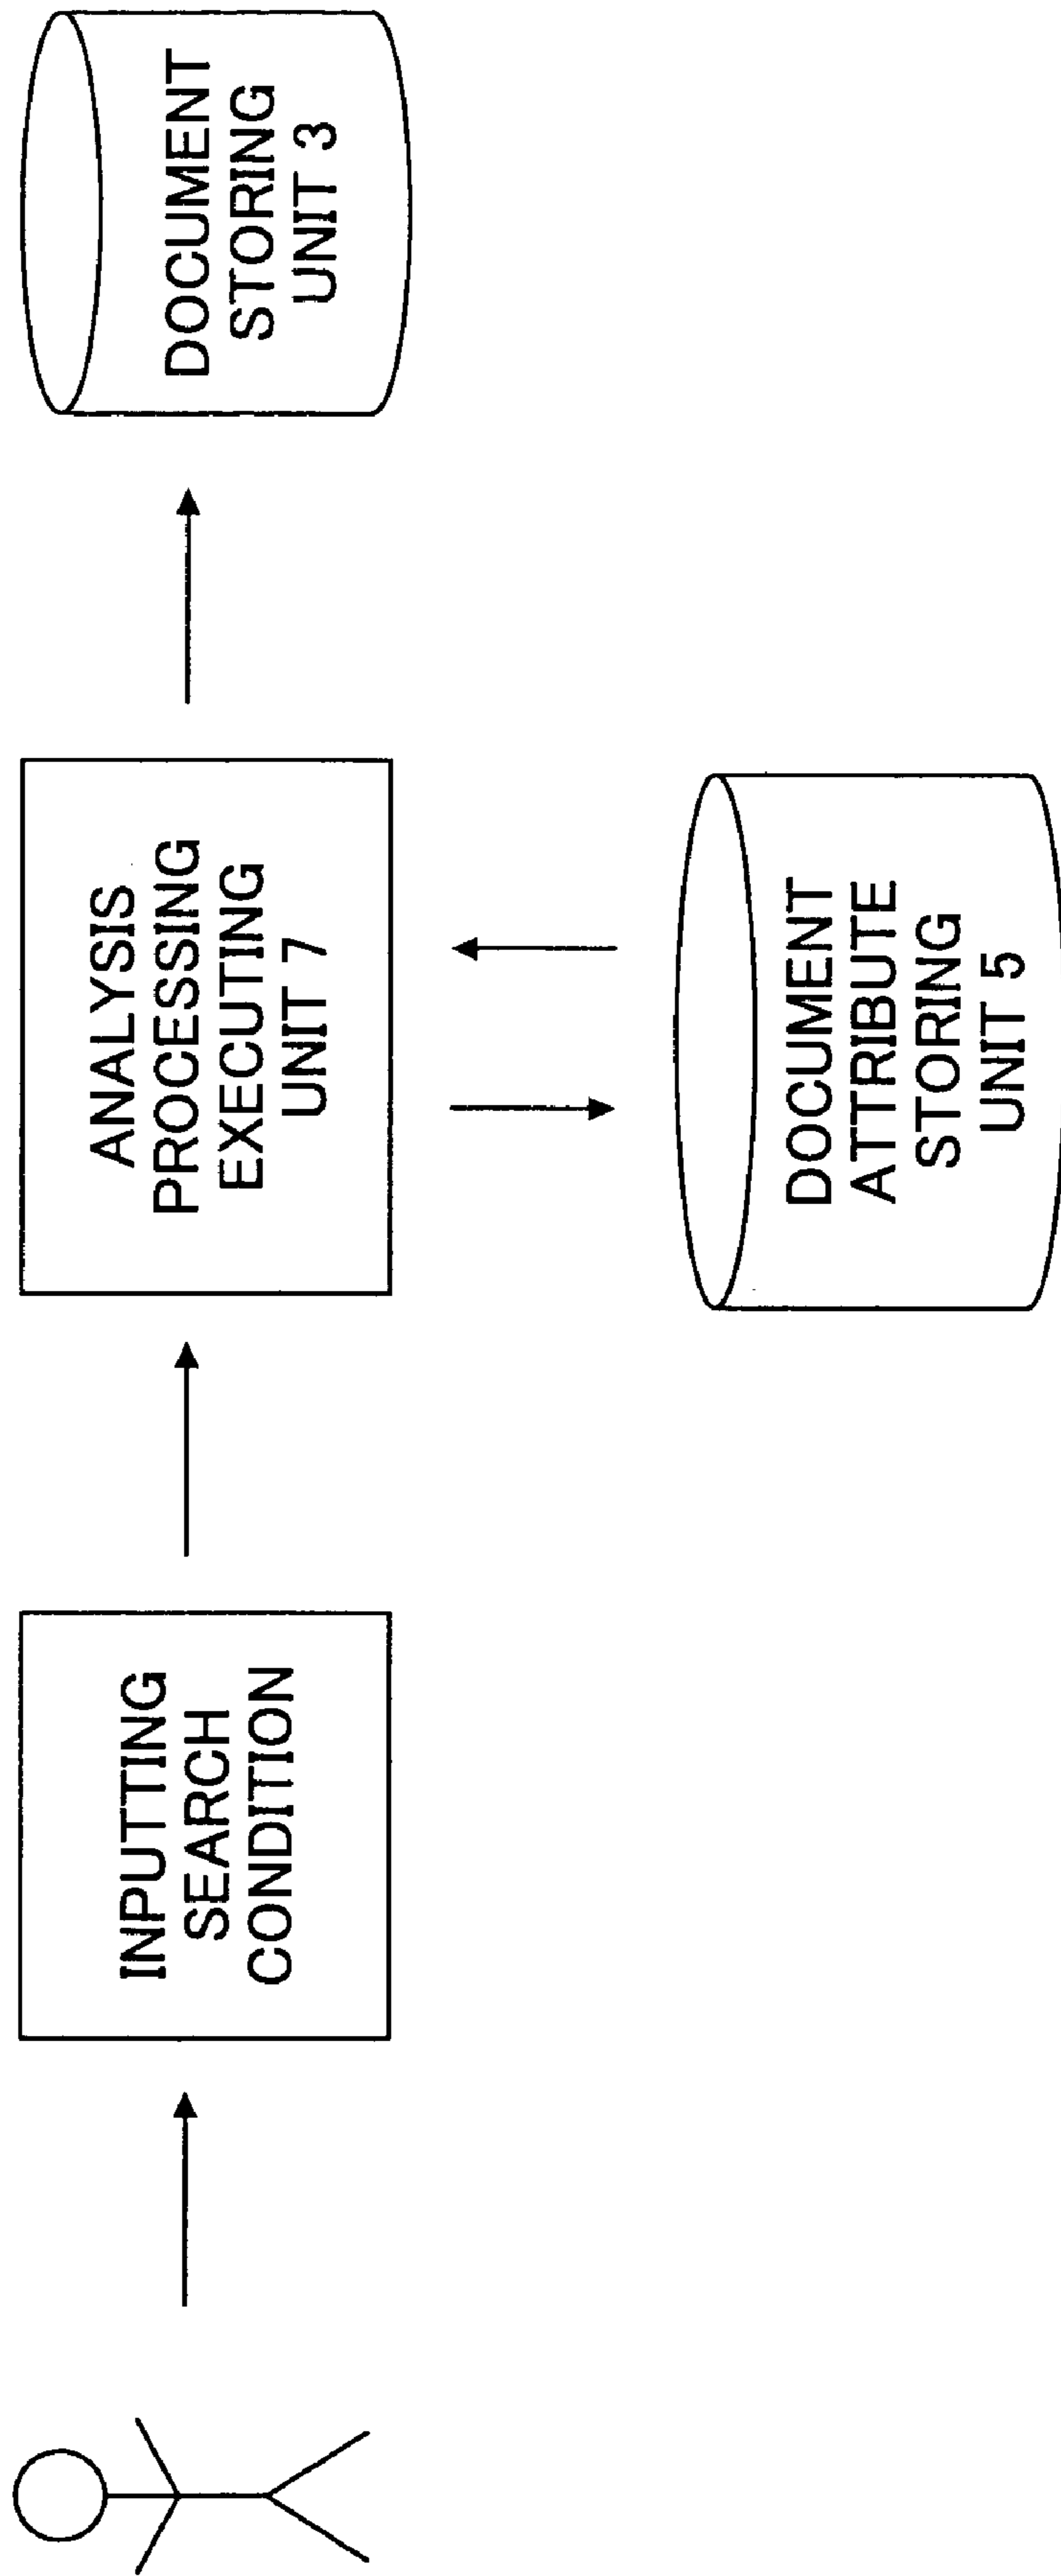 INPUTTING
SEARCH
CONDITION
ANALYSIS
PROCESSING
EXECUTING
UNIT 7
DOCUMENT
STORING
UNIT 3
DOCUMENT
ATTRIBUTE
STORING
UNIT 5